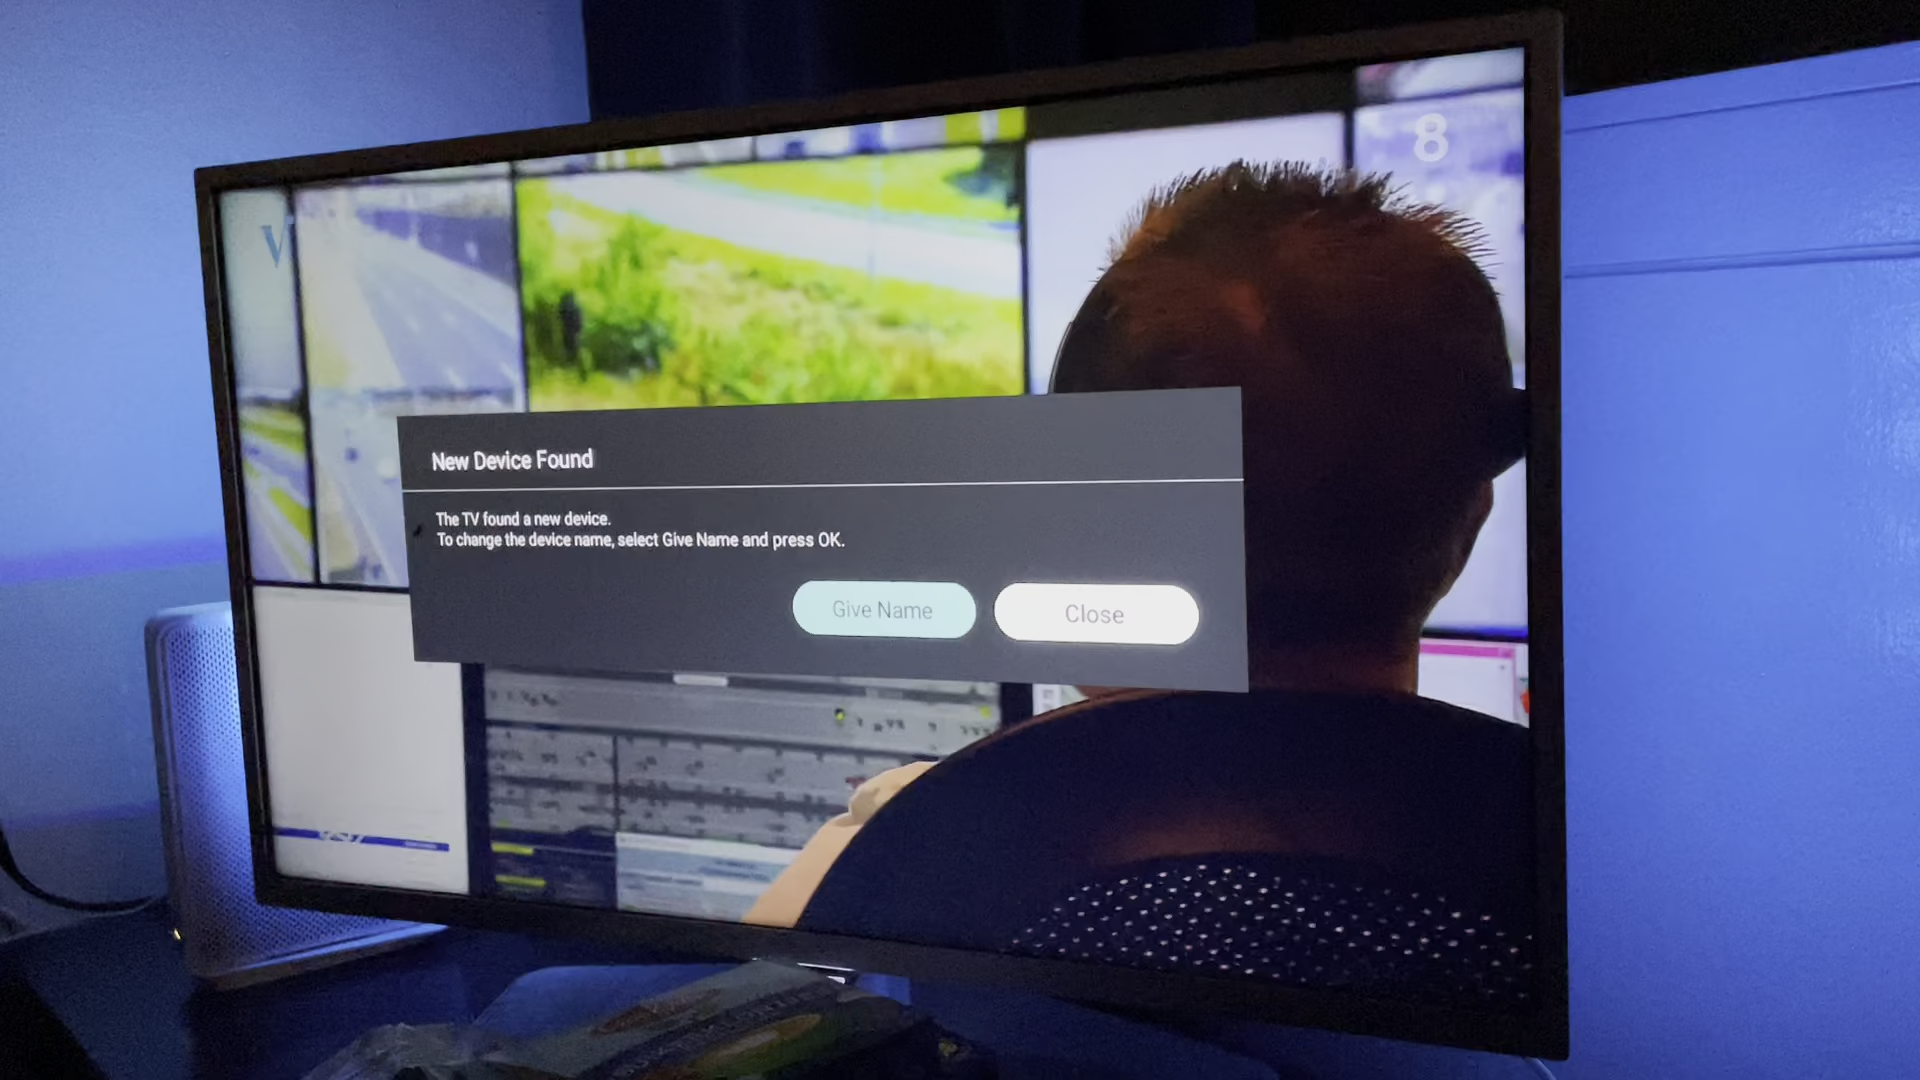 8
V
New Device Found
The TV found a new device.
To change the device name, select Give Name and press OK.
Give Name
Close